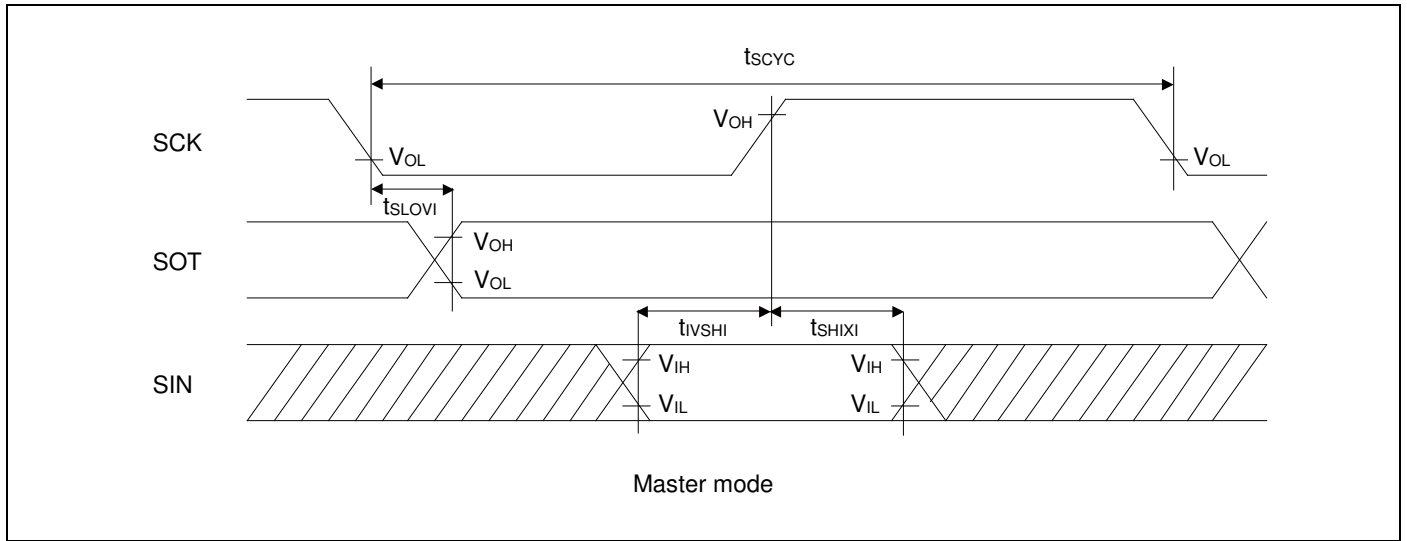 tSCYC
SCK
VOH
VOL
VOL
tSLOVI
SOT
VOH
VOL
tIVSHI
tSHIXI
SIN
VIH
VIH
VIL
VIL
Master mode